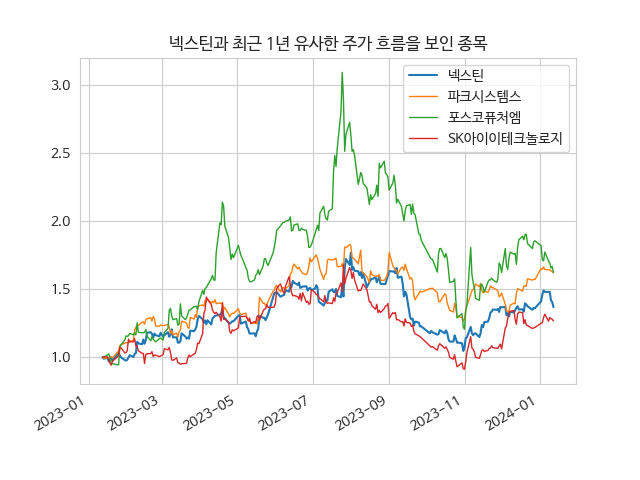 넥스틴과 최근 1년 유사한 주가 흐름을 보인 종목
넥스틴
파크시스템스
포스코퓨처엠
SK아이이테크놀로지
3.0
2.5
2.0
1.5
1.0
2023-01
2023-03
2023-05
2023-07
2023-09
2023-11
2024-01